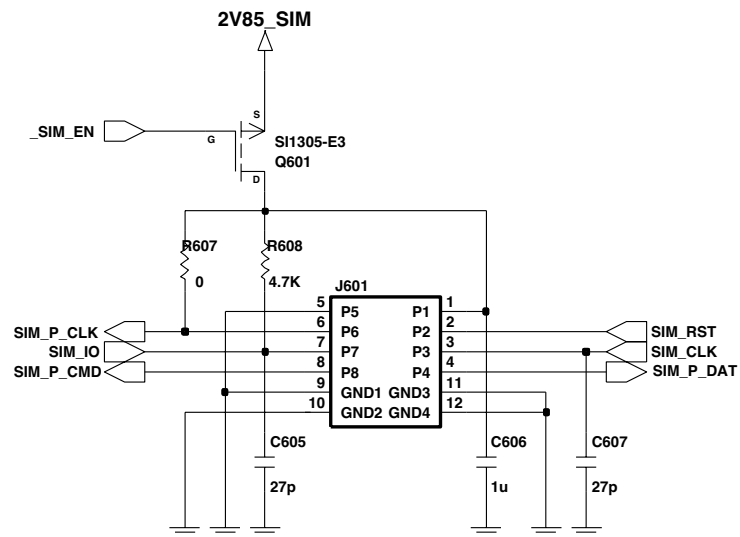 2V85_SIM
S
_SIM_EN
G
SI1305-E3
Q601
D
R607
R608
0
4.7K
J601
5 P5 P1 1
SIM_P_CLK 6 P6 P2 2 SIM_RST
SIM_IO 7 P7 P3 3 SIM_CLK
SIM_P_CMD 8 P8 P4 4 SIM_P_DAT
9 GND1 GND3 11
10 GND2 GND4 12
C605
C606
C607
27p
1u
27p